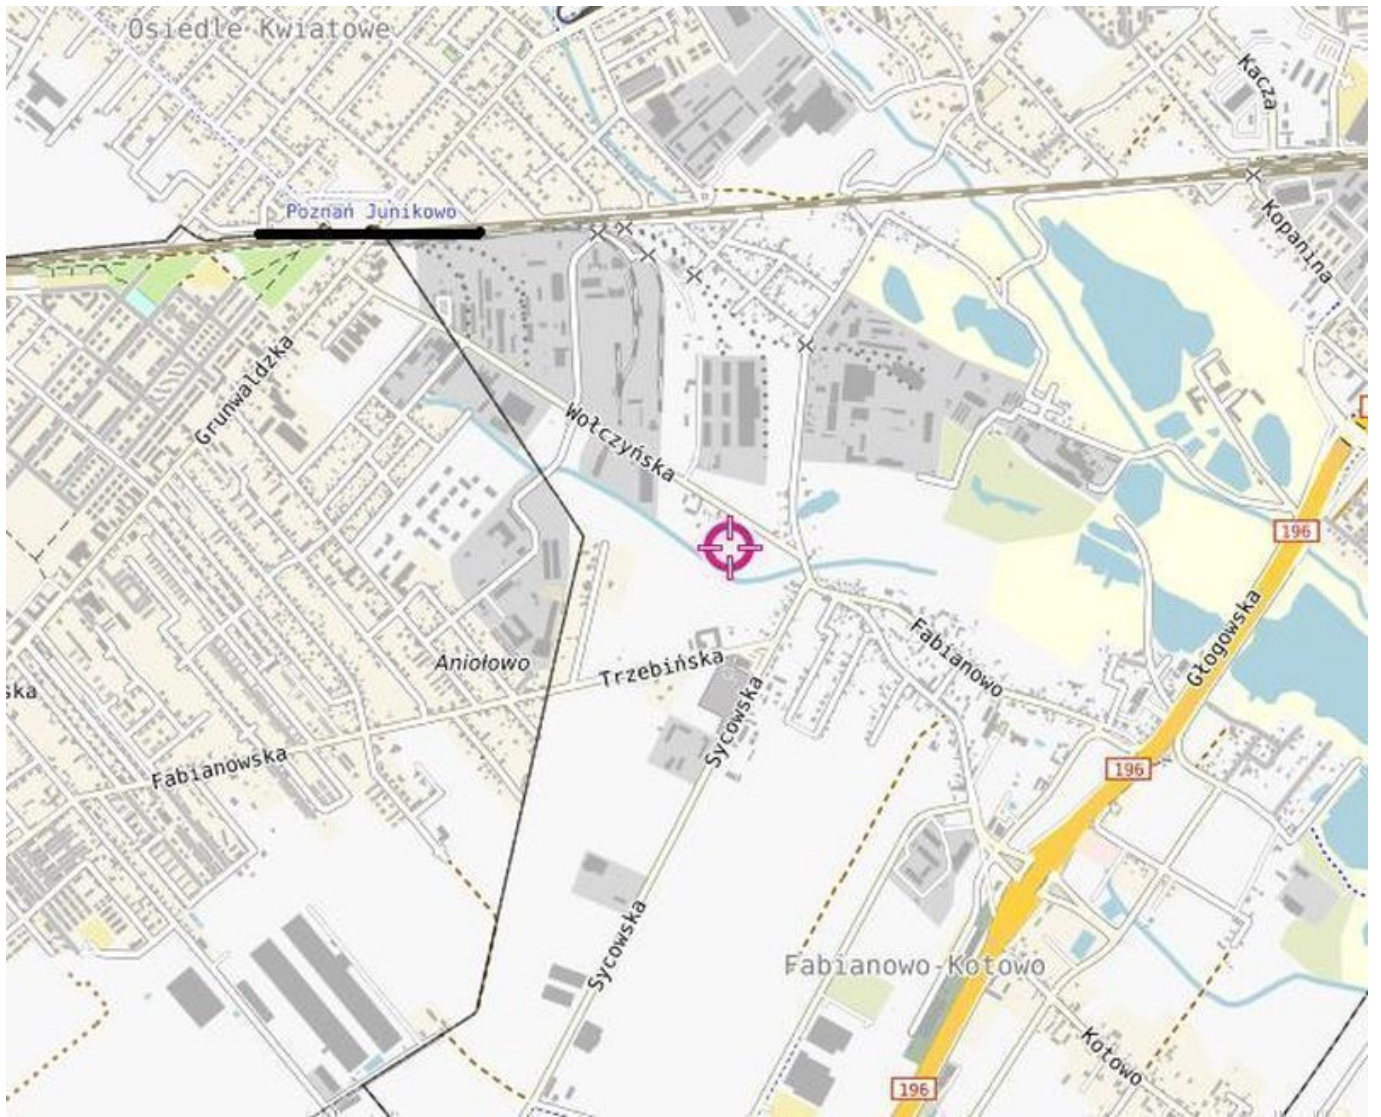 Osiedle Kwiatowe
Kacza
Poznań Junikowo
Kopanina
Grunwaldzka
Wołczyńska
196
Głogowska
Fabianowo
Aniołowo
Trzebińska
ska
Sycowska
Fabianowska
196
Sycowska
Fabianowo-Kotowo
Kotowo
196